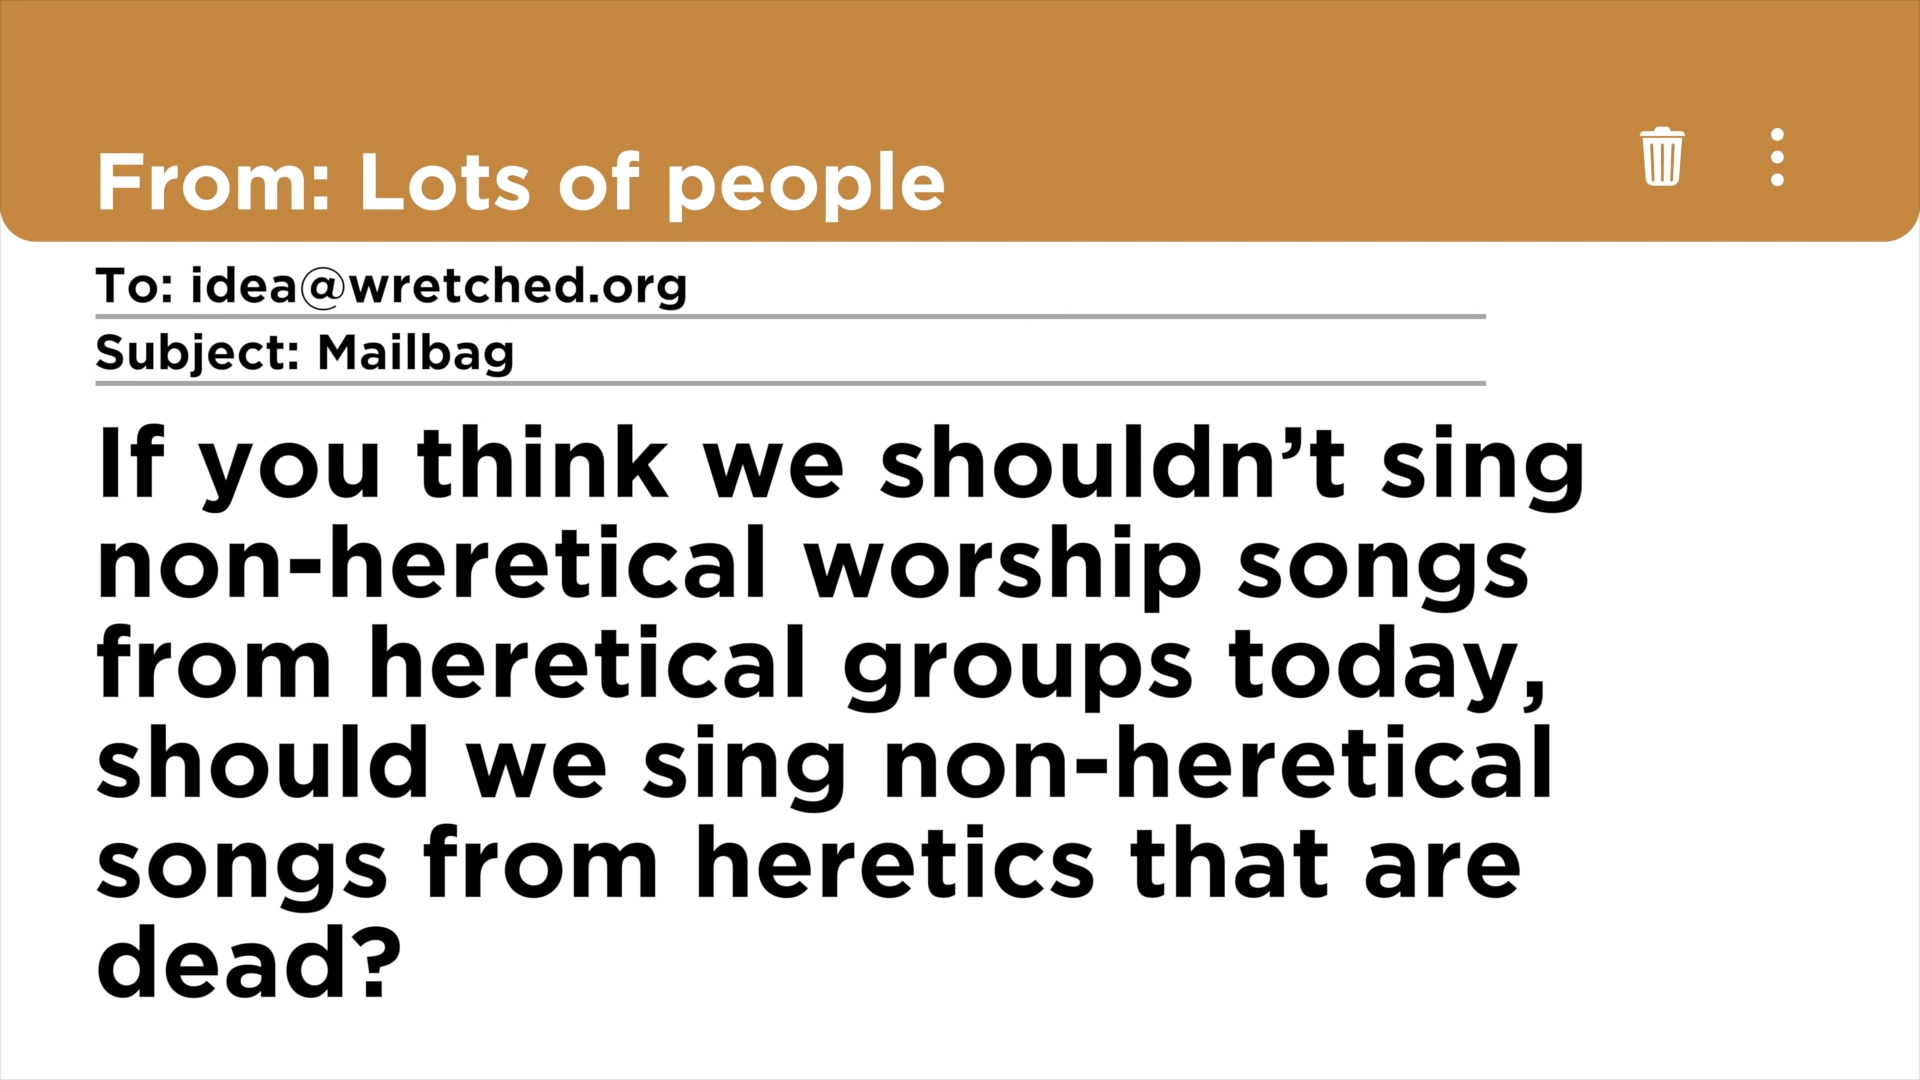 From: Lots of people
To: idea@wretched.org
Subject: Mailbag
If you think we shouldn’t sing
non-heretical worship songs
from heretical groups today,
should we sing non-heretical
songs from heretics that are
dead?